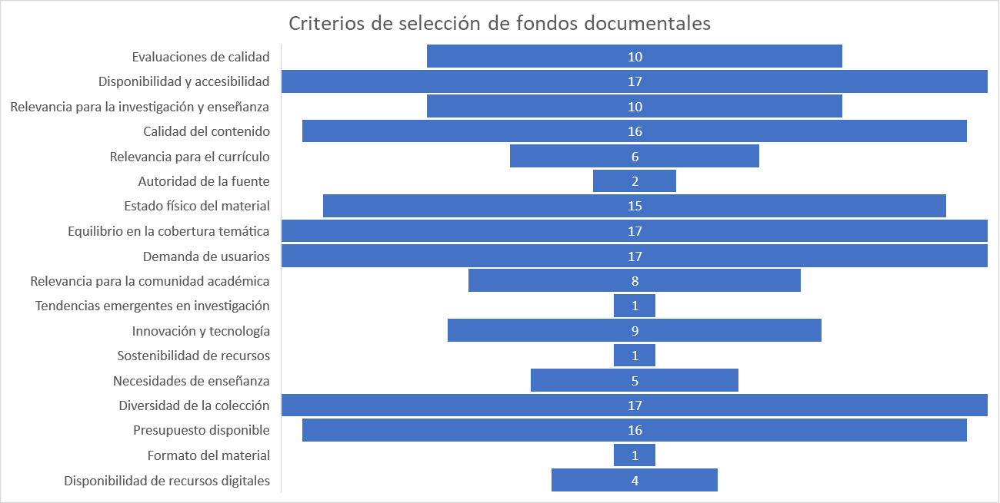 Criterios de selección de fondos documentales
Evaluaciones de calidad 10
Disponibilidad y accesibilidad 17
Relevancia para la investigación y enseñanza 10
Calidad del contenido 16
Relevancia para el currículo 6
Autoridad de la fuente 2
Estado físico del material 15
Equilibrio en la cobertura temática 17
Demanda de usuarios 17
Relevancia para la comunidad académica 8
Tendencias emergentes en investigación 1
Innovación y tecnología 9
Sostenibilidad de recursos 1
Necesidades de enseñanza 5
Diversidad de la colección 17
Presupuesto disponible 16
Formato del material 1
Disponibilidad de recursos digitales 4